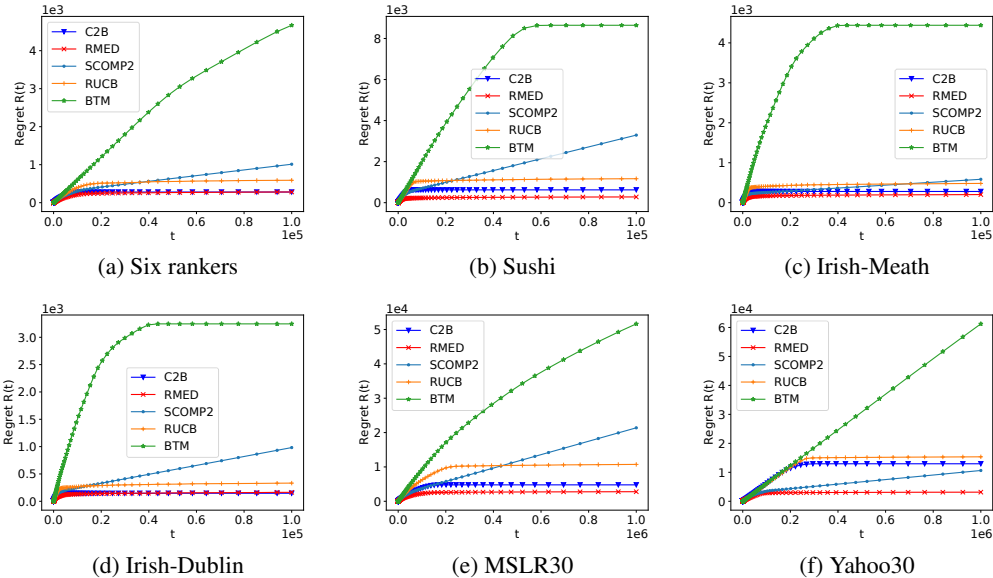 1e3
4
3
2
1
0
Regret R(t)
C2B
RMED
SCOMP2
RUCB
BTM
0.0 0.2 0.4 0.6 0.8 1.0
t
1e5
(a) Six rankers
1e3
8
6
4
2
0
Regret R(t)
C2B
RMED
SCOMP2
RUCB
BTM
0.0 0.2 0.4 0.6 0.8 1.0
t
1e5
(b) Sushi
1e3
4
3
2
1
0
Regret R(t)
C2B
RMED
SCOMP2
RUCB
BTM
0.0 0.2 0.4 0.6 0.8 1.0
t
1e5
(c) Irish-Meath
1e3
3.0
2.5
2.0
1.5
1.0
0.5
0.0
Regret R(t)
C2B
RMED
SCOMP2
RUCB
BTM
0.0 0.2 0.4 0.6 0.8 1.0
t
1e5
(d) Irish-Dublin
1e4
5
4
3
2
1
0
Regret R(t)
C2B
RMED
SCOMP2
RUCB
BTM
0.0 0.2 0.4 0.6 0.8 1.0
t
1e6
(e) MSLR30
1e4
6
5
4
3
2
1
0
Regret R(t)
C2B
RMED
SCOMP2
RUCB
BTM
0.0 0.2 0.4 0.6 0.8 1.0
t
1e6
(f) Yahoo30